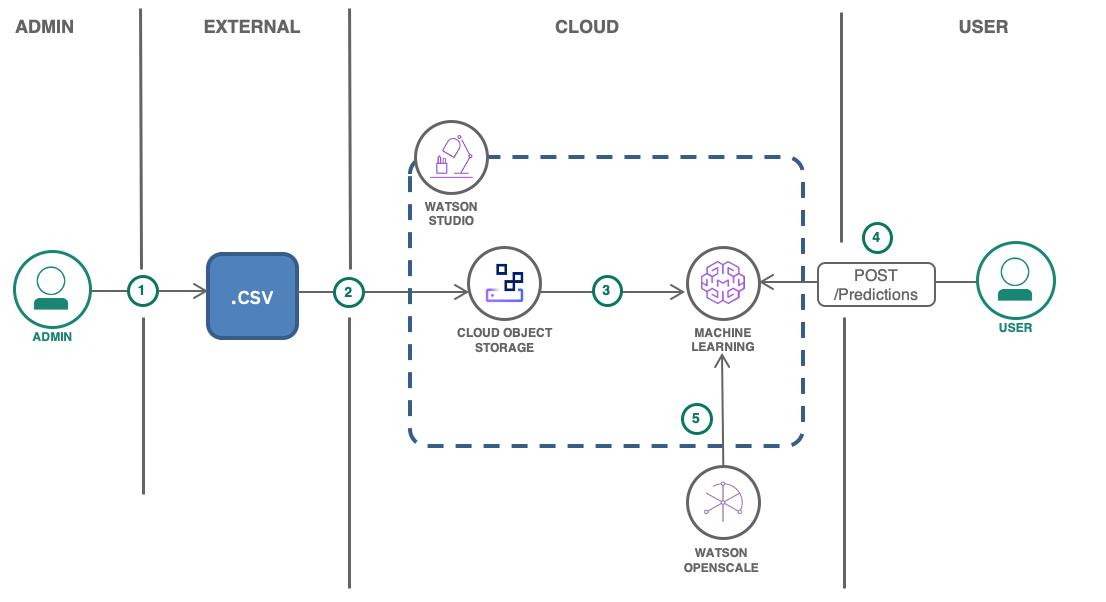 ADMIN
EXTERNAL
CLOUD
USER
WATSON
STUDIO
4
ADMIN
1
.CSV
2
CLOUD OBJECT
STORAGE
3
MACHINE
LEARNING
POST
/Predictions
USER
5
WATSON
OPENSCALE